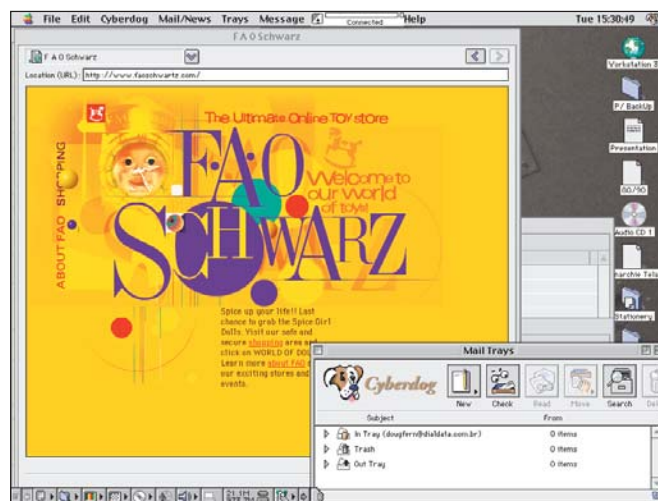 File Edit Cyberdog Mail/News Trays Message Connected Help Tue 15:30:49
F A O Schwarz
F A O Schwarz
Location (URL): http://www.faoschwartz.com/
The Ultimate Online TOY store
ABOUT FAO SHOPPING
F·A·O
SCHWARZ
Welcome to
our world
of toys!
Spice up your life!! Last
chance to grab the Spice Girl
Dolls. Visit our safe and
secure shopping area and
click on WORLD OF
Learn more about FAO
our exciting stores and
events.
P/ BackUp
Presentation
80/90
Audio CD 1
Stationery
Mail Trays
Cyberdog
New Check Read Move Search
Subject From
In Tray (dougfern@dialdata.com.br) 0 items
Trash 0 items
Out Tray 0 items